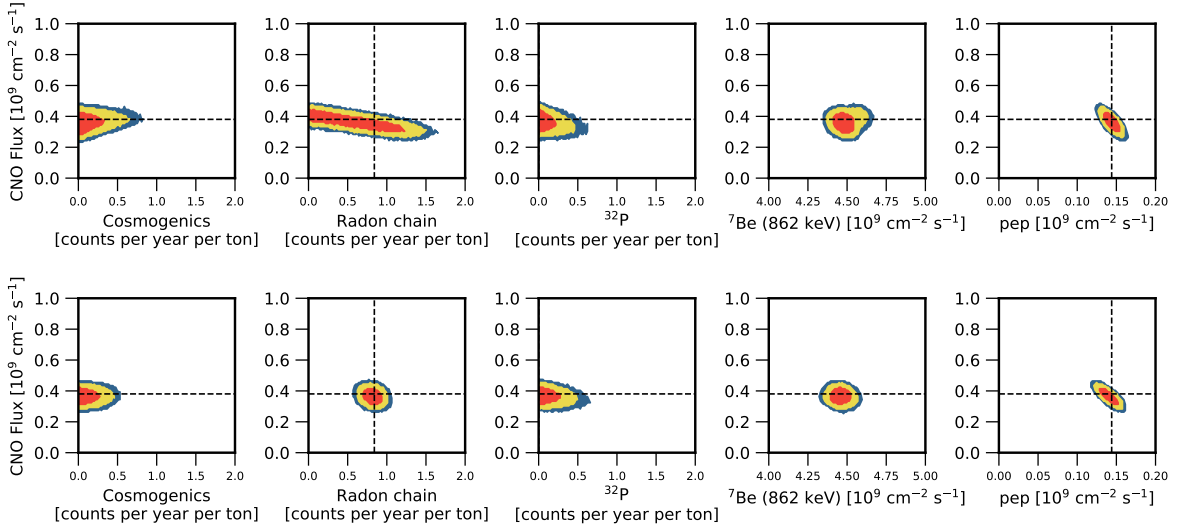 CNO Flux [10⁹ cm⁻² s⁻¹]
1.0 1.0 1.0 1.0 1.0
0.8 0.8 0.8 0.8 0.8
0.6 0.6 0.6 0.6 0.6
0.4 0.4 0.4 0.4 0.4
0.2 0.2 0.2 0.2 0.2
0.0 0.0 0.0 0.0 0.0
0.0 0.5 1.0 1.5 2.0 0.0 0.5 1.0 1.5 2.0 0.0 0.5 1.0 1.5 2.0 4.00 4.25 4.50 4.75 5.00 0.00 0.05 0.10 0.15 0.20
Cosmogenics Radon chain ³²P ⁷Be (862 keV) [10⁹ cm⁻² s⁻¹] pep [10⁹ cm⁻² s⁻¹]
[counts per year per ton] [counts per year per ton] [counts per year per ton]
CNO Flux [10⁹ cm⁻² s⁻¹]
1.0 1.0 1.0 1.0 1.0
0.8 0.8 0.8 0.8 0.8
0.6 0.6 0.6 0.6 0.6
0.4 0.4 0.4 0.4 0.4
0.2 0.2 0.2 0.2 0.2
0.0 0.0 0.0 0.0 0.0
0.0 0.5 1.0 1.5 2.0 0.0 0.5 1.0 1.5 2.0 0.0 0.5 1.0 1.5 2.0 4.00 4.25 4.50 4.75 5.00 0.00 0.05 0.10 0.15 0.20
Cosmogenics Radon chain ³²P ⁷Be (862 keV) [10⁹ cm⁻² s⁻¹] pep [10⁹ cm⁻² s⁻¹]
[counts per year per ton] [counts per year per ton] [counts per year per ton]